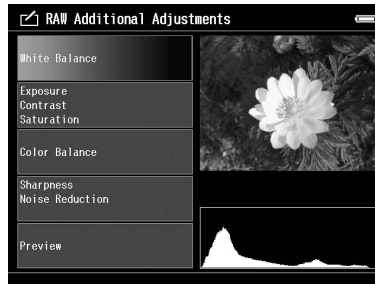 RAW Additional Adjustments
White Balance
Exposure
Contrast
Saturation
Color Balance
Sharpness
Noise Reduction
Preview